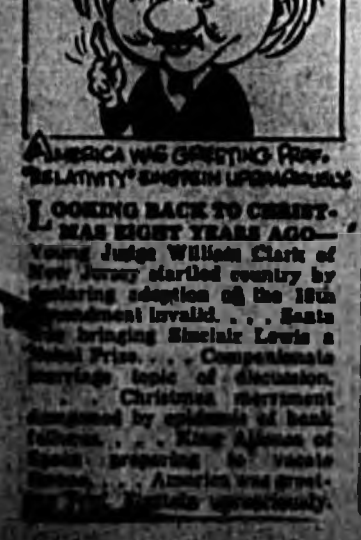 AMERICA WAS GREETING PROF.
"RELATIVITY" EINSTEIN UPROARIOUSLY
LOOKING BACK TO CHRIST-
MAS EIGHT YEARS AGO—
Young Judge William Clark of
New Jersey startled country by
declaring adoption of the 18th
Amendment invalid. . . . Santa
bringing Sinclair Lewis a
Nobel Prize. . . . Companionate
marriage topic of discussion.
. . . Christmas merriment
dampened by epidemic of bank
failures. . . . King Alfonso of
Spain preparing to vacate
throne. . . . America was greet-
ing Prof. Einstein uproariously.